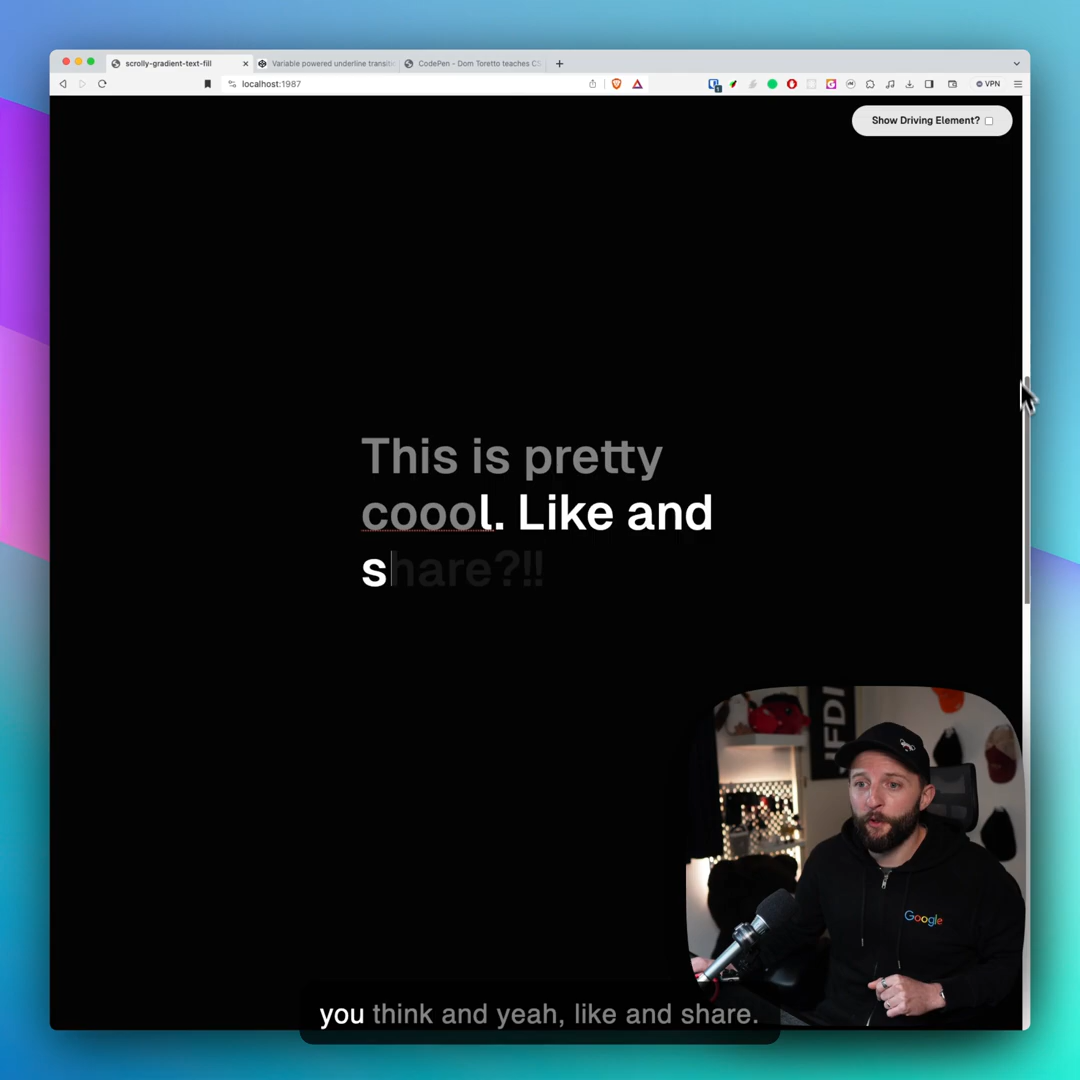 scrolly-gradient-text-fill
Variable powered underline transiti
CodePen - Dom Toretto teaches CS
localhost:1987
VPN
Show Driving Element?
This is pretty
coool. Like and
share?!!
JFDI
Google
you think and yeah, like and share.